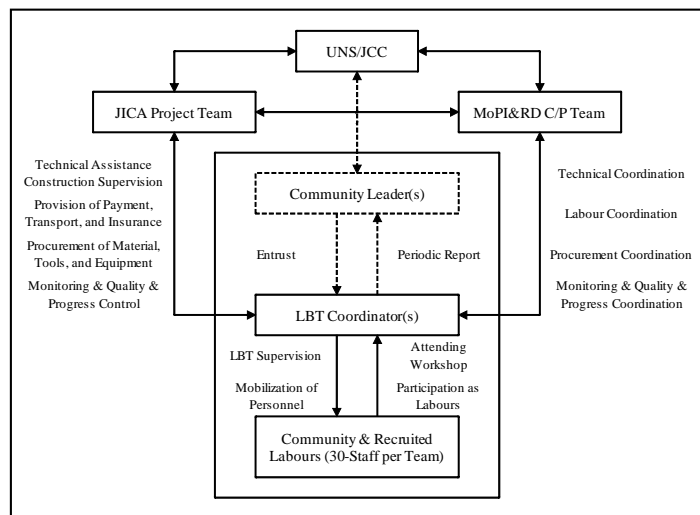 UNS/JCC
JICA Project Team
MoPI&RD C/P Team
Technical Assistance
Construction Supervision
Provision of Payment,
Transport, and Insurance
Procurement of Material,
Tools, and Equipment
Monitoring & Quality &
Progress Control
Community Leader(s)
Entrust
Periodic Report
LBT Coordinator(s)
LBT Supervision
Mobilization of
Personnel
Attending
Workshop
Participation as
Labours
Community & Recruited
Labours (30-Staff per Team)
Technical Coordination
Labour Coordination
Procurement Coordination
Monitoring & Quality &
Progress Coordination